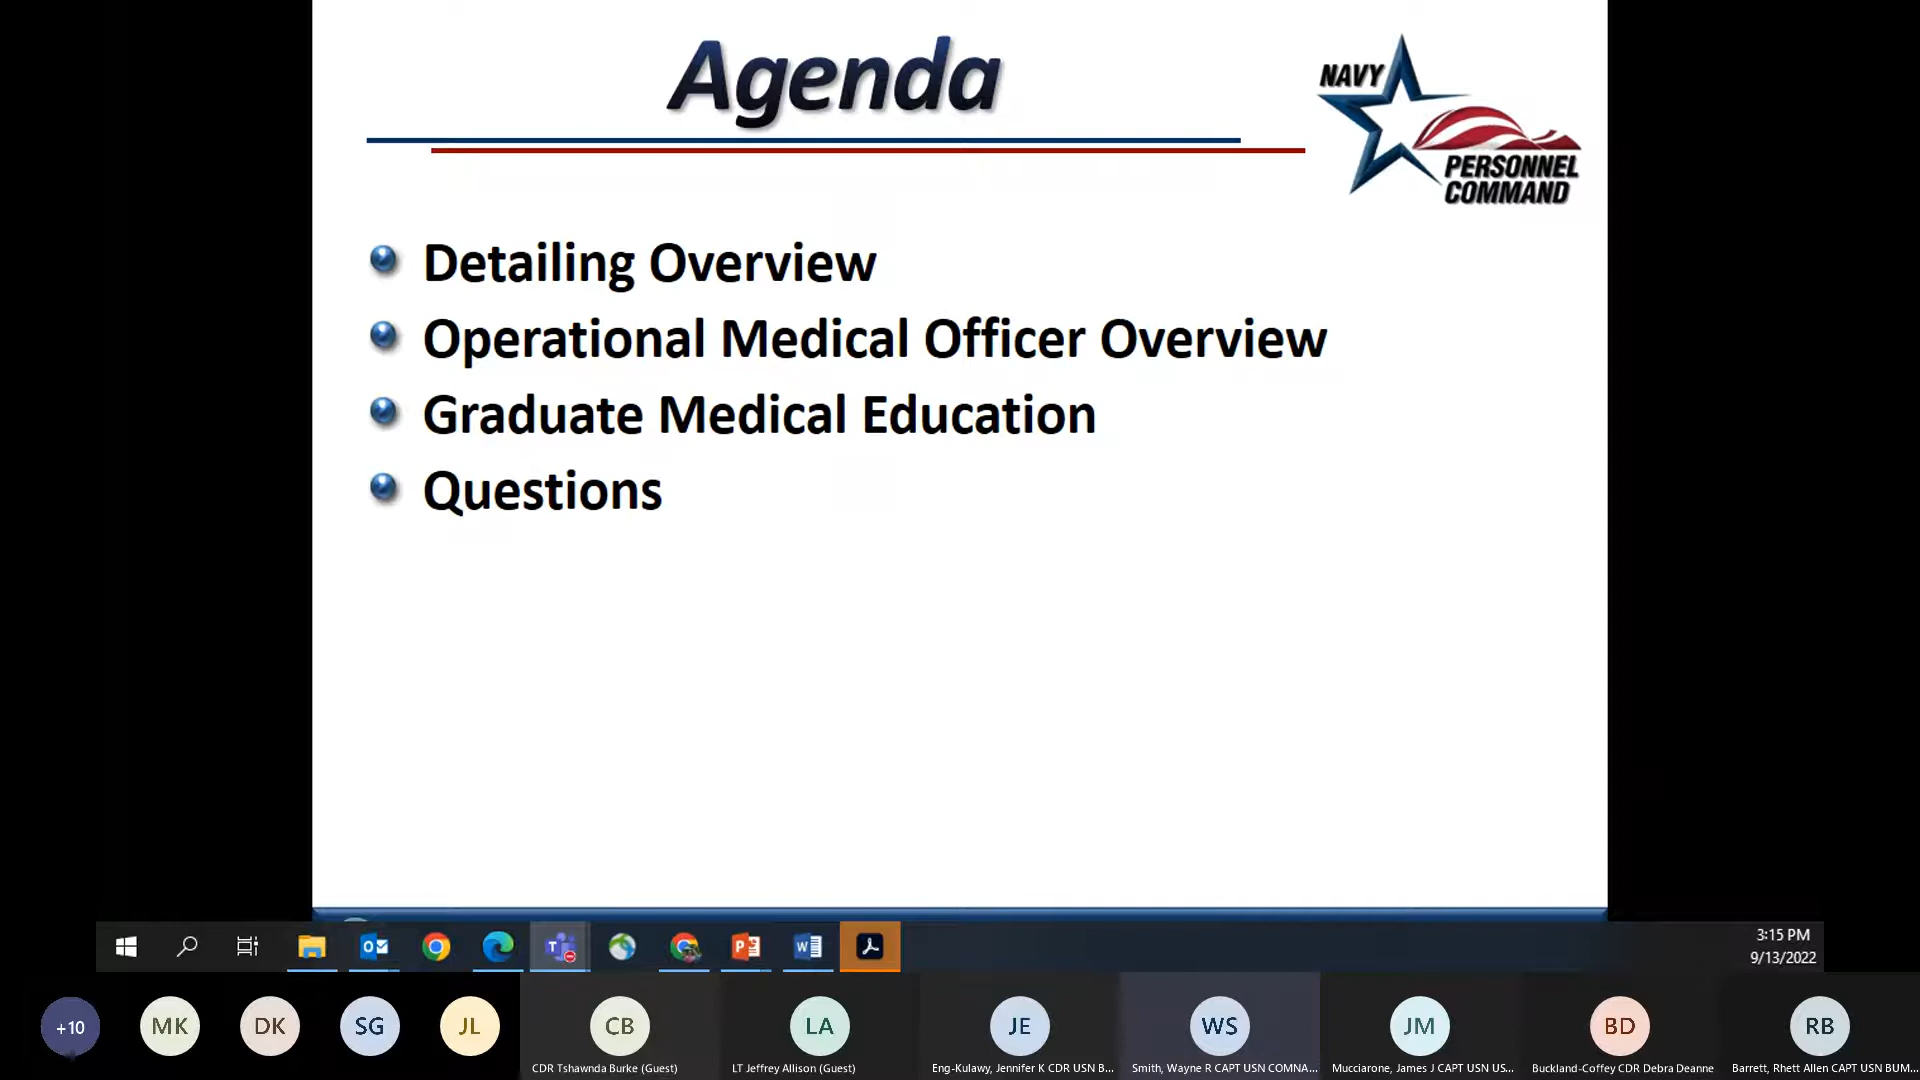 Agenda
NAVY
PERSONNEL
COMMAND
Detailing Overview
Operational Medical Officer Overview
Graduate Medical Education
Questions
3:15 PM
9/13/2022
+10
MK
DK
SG
JL
CB
LA
JE
WS
JM
BD
RB
CDR Tshawnda Burke (Guest)
LT Jeffrey Allison (Guest)
Eng-Kulawy, Jennifer K CDR USN B...
Smith, Wayne R CAPT USN COMNA...
Mucciarone, James J CAPT USN US...
Buckland-Coffey CDR Debra Deanne
Barrett, Rhett Allen CAPT USN BUM...